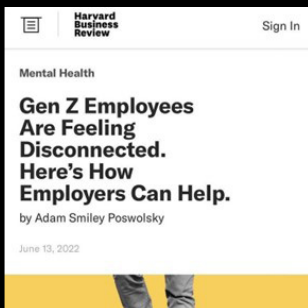 Harvard
Business
Review
Sign In
Mental Health
Gen Z Employees
Are Feeling
Disconnected.
Here's How
Employers Can Help.
by Adam Smiley Poswolsky
June 13, 2022